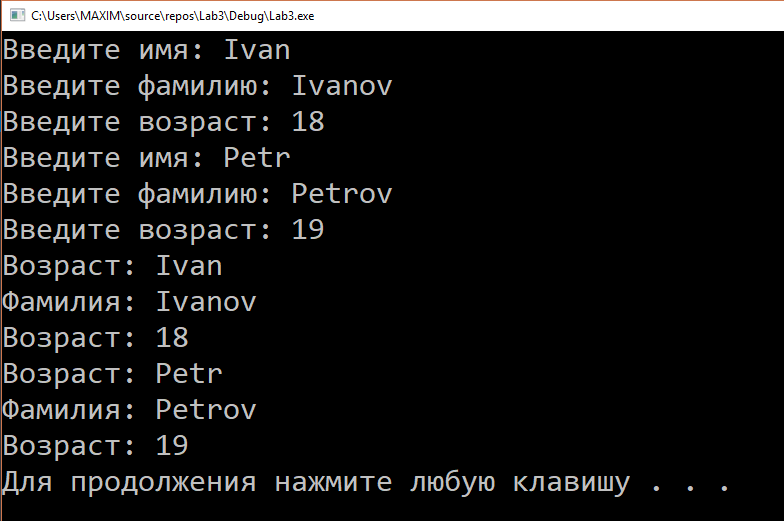 C:\Users\MAXIM\source\repos\Lab3\Debug\Lab3.exe
Введите имя: Ivan
Введите фамилию: Ivanov
Введите возраст: 18
Введите имя: Petr
Введите фамилию: Petrov
Введите возраст: 19
Возраст: Ivan
Фамилия: Ivanov
Возраст: 18
Возраст: Petr
Фамилия: Petrov
Возраст: 19
Для продолжения нажмите любую клавишу . . .